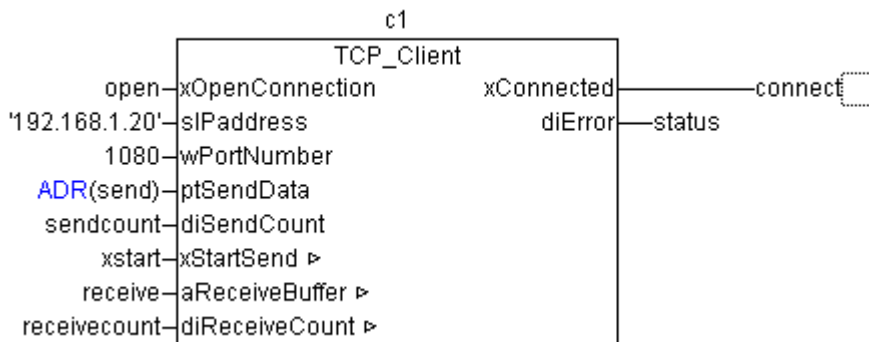 c1
TCP_Client
open xOpenConnection xConnected connect
'192.168.1.20' sIPaddress diError status
1080 wPortNumber
ADR(send) ptSendData
sendcount diSendCount
xstart xStartSend ▹
receive aReceiveBuffer ▹
receivecount diReceiveCount ▹